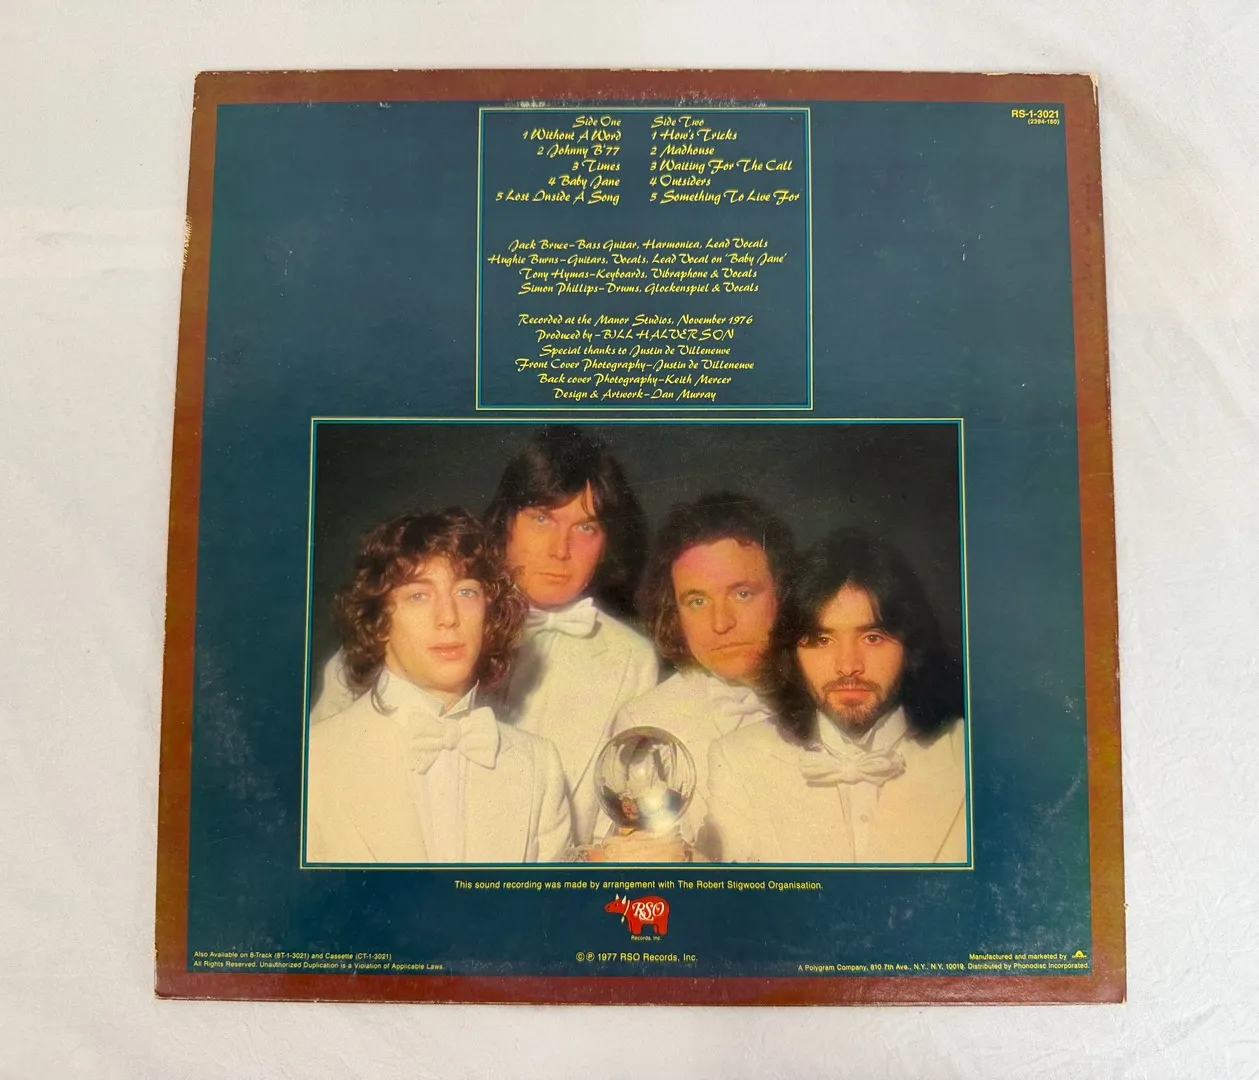 RS-1-3021
(2394-180)
Side One
1 Without A Word
2 Johnny B'77
3 Times
4 Baby Jane
5 Lost Inside A Song
Side Two
1 How's Tricks
2 Madhouse
3 Waiting For The Call
4 Outsiders
5 Something To Live For
Jack Bruce–Bass Guitar, Harmonica, Lead Vocals
Hughie Burns–Guitars, Vocals, Lead Vocal on 'Baby Jane'
Tony Hymas–Keyboards, Vibraphone & Vocals
Simon Phillips–Drums, Glockenspiel & Vocals
Recorded at the Manor Studios, November 1976
Produced by –BILL HALVERSON
Special thanks to Justin de Villeneuve
Front Cover Photography–Justin de Villeneuve
Back cover Photography–Keith Mercer
Design & Artwork–Ian Murray
This sound recording was made by arrangement with The Robert Stigwood Organisation.
RSO
Records, Inc.
Also Available on 8-Track (8T-1-3021) and Cassette (CT-1-3021)
All Rights Reserved. Unauthorized Duplication is a Violation of Applicable Laws.
©℗ 1977 RSO Records, Inc.
Manufactured and marketed by
A Polygram Company, 810 7th Ave., N.Y., N.Y. 10019. Distributed by Phonodisc Incorporated.